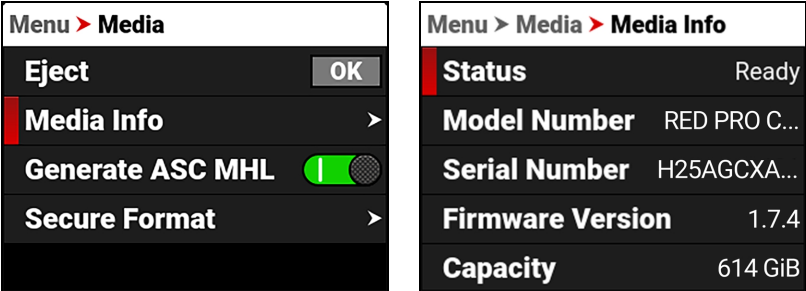 Menu > Media
Eject OK
Media Info >
Generate ASC MHL
Secure Format >
Menu > Media > Media Info
Status Ready
Model Number RED PRO C...
Serial Number H25AGCXA...
Firmware Version 1.7.4
Capacity 614 GiB